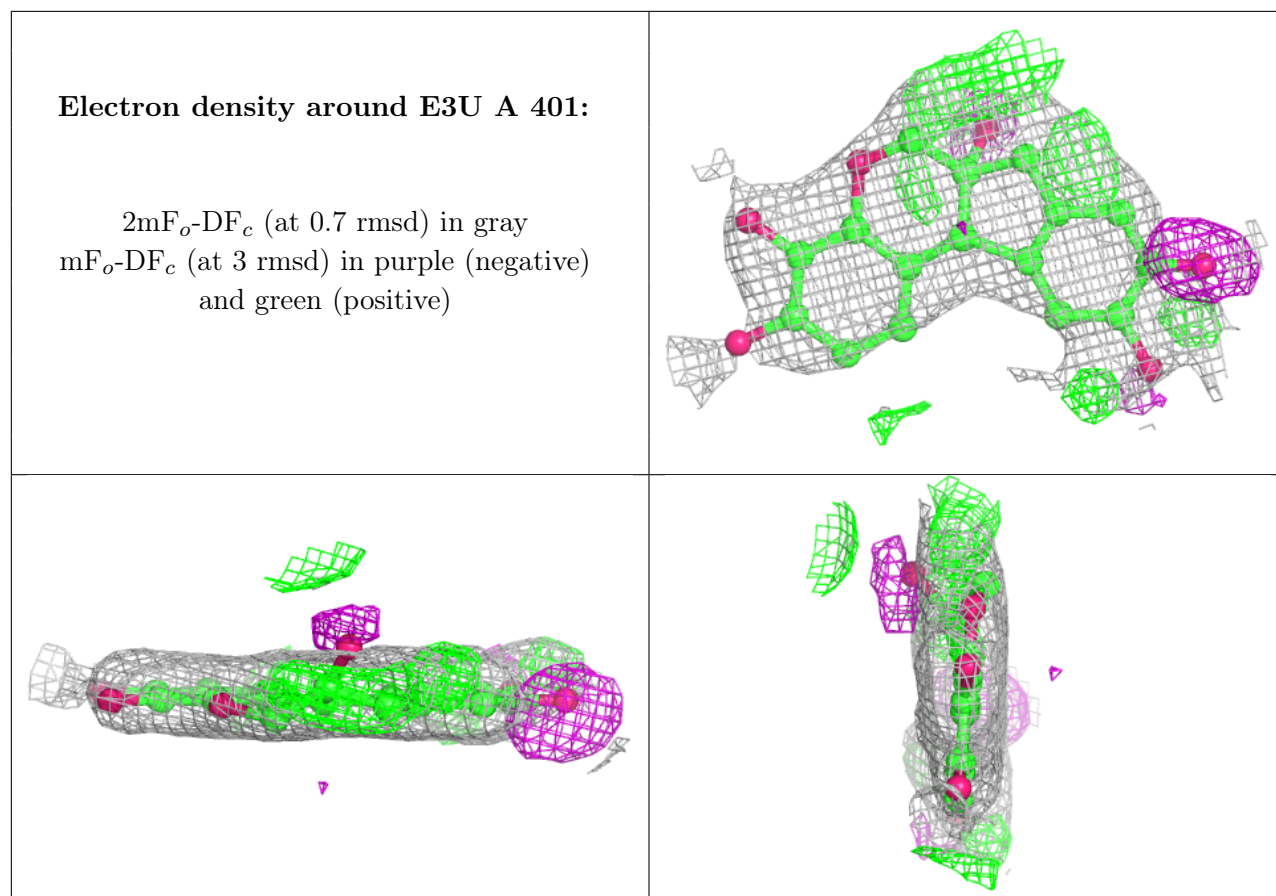 Electron density around E3U A 401:
2mFo-DFc (at 0.7 rmsd) in gray
mFo-DFc (at 3 rmsd) in purple (negative)
and green (positive)